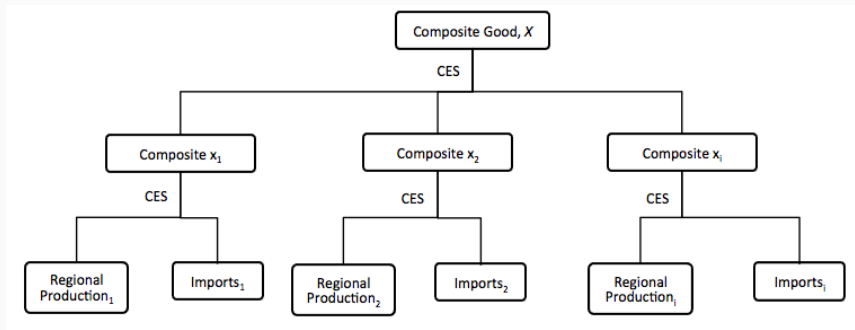 Composite Good, X
CES
Composite x₁
Composite x₂
Composite xᵢ
CES
CES
CES
Regional
Production₁
Imports₁
Regional
Production₂
Imports₂
Regional
Productionᵢ
Importsᵢ